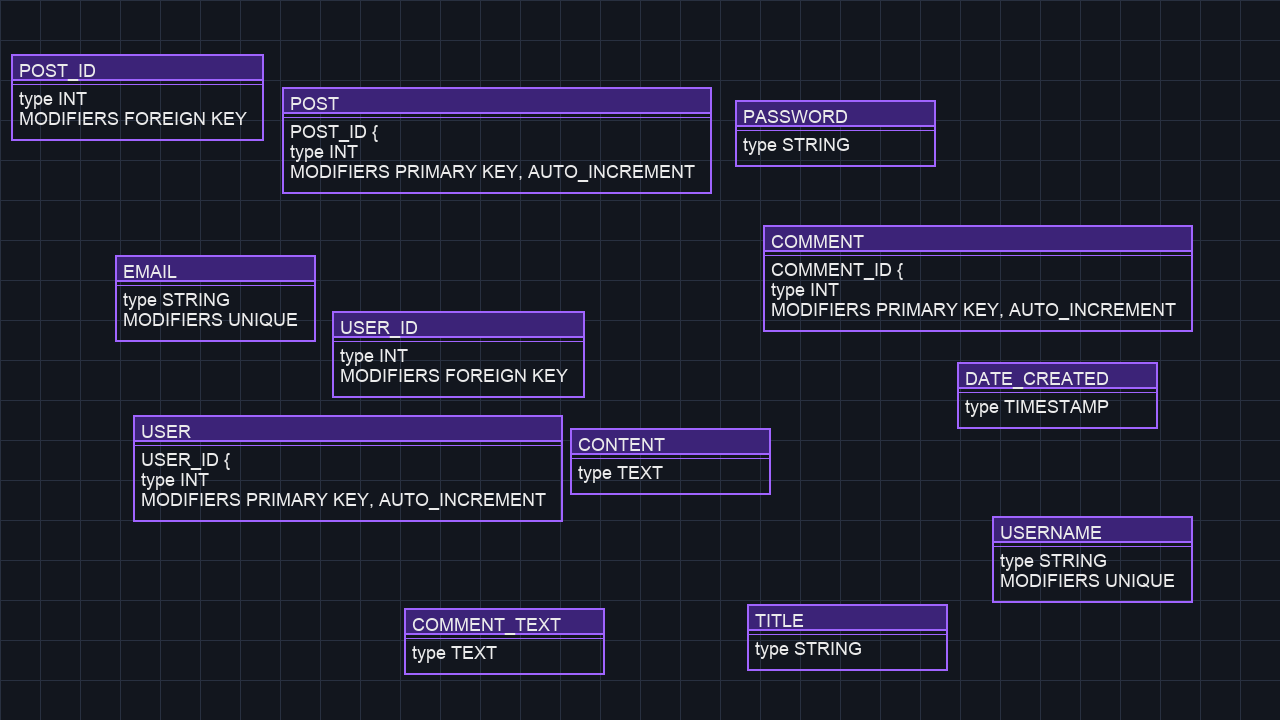 POST_ID
type INT
MODIFIERS FOREIGN KEY
POST
POST_ID {
type INT
MODIFIERS PRIMARY KEY, AUTO_INCREMENT
PASSWORD
type STRING
COMMENT
COMMENT_ID {
type INT
MODIFIERS PRIMARY KEY, AUTO_INCREMENT
EMAIL
type STRING
MODIFIERS UNIQUE
USER_ID
type INT
MODIFIERS FOREIGN KEY
DATE_CREATED
type TIMESTAMP
USER
USER_ID {
type INT
MODIFIERS PRIMARY KEY, AUTO_INCREMENT
CONTENT
type TEXT
USERNAME
type STRING
MODIFIERS UNIQUE
COMMENT_TEXT
type TEXT
TITLE
type STRING